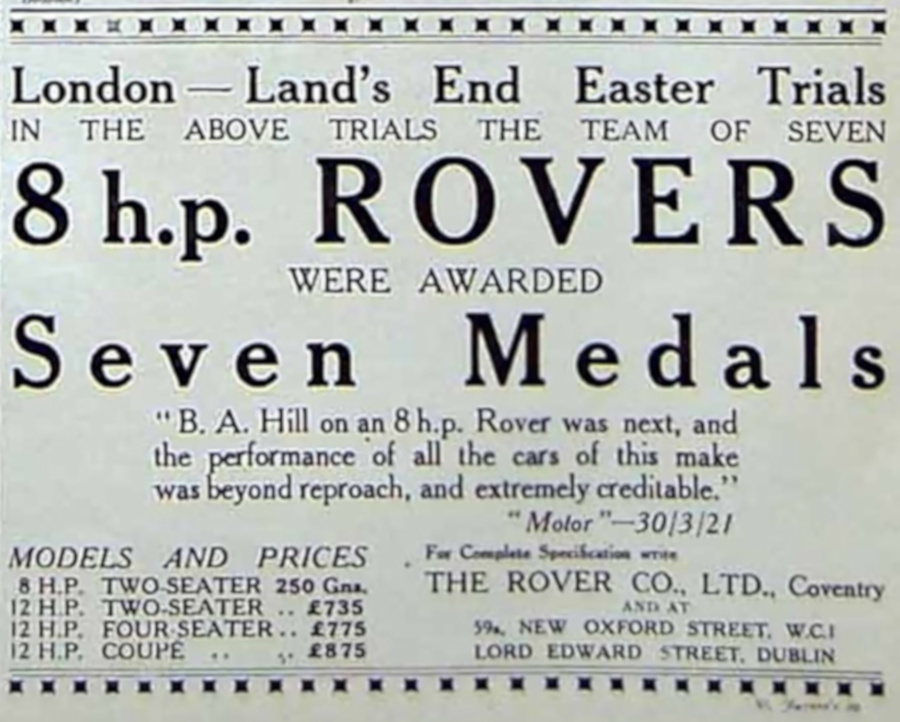 London — Land's End Easter Trials
IN THE ABOVE TRIALS THE TEAM OF SEVEN
8 h.p. ROVERS
WERE AWARDED
Seven Medals
"B. A. Hill on an 8 h.p. Rover was next, and
the performance of all the cars of this make
was beyond reproach, and extremely creditable."
"Motor"—30/3/21
MODELS AND PRICES
8 H.P. TWO-SEATER 250 Gns.
12 H.P. TWO-SEATER .. £735
12 H.P. FOUR-SEATER .. £775
12 H.P. COUPÉ .. .. £875
For Complete Specification write
THE ROVER CO., LTD., Coventry
AND AT
59a, NEW OXFORD STREET, W.C.1
LORD EDWARD STREET, DUBLIN